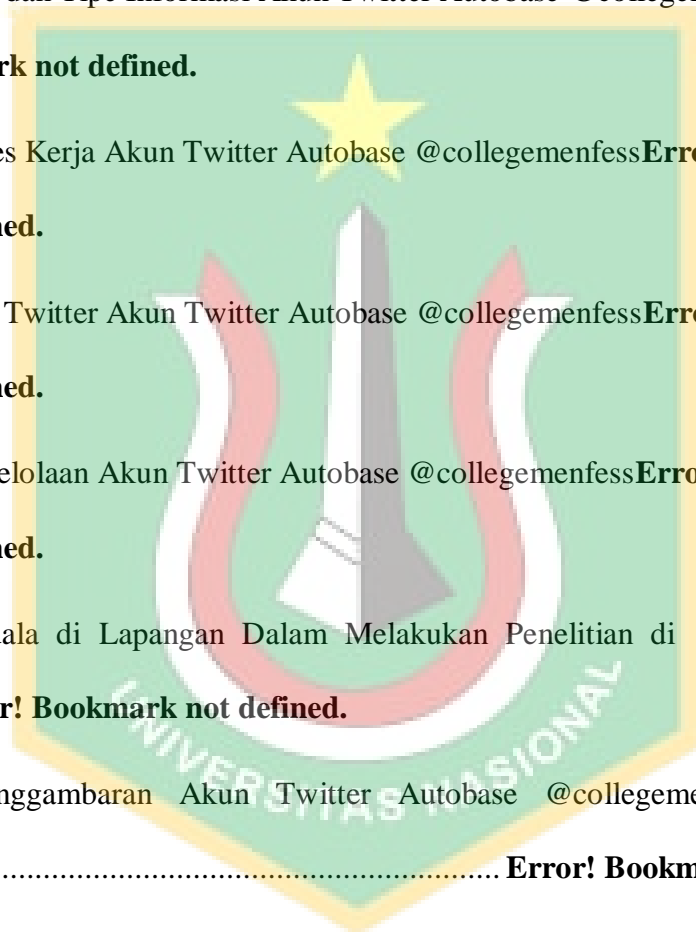 dan Tipe Informasi Akun Twitter Autobase
rk not defined.
es Kerja Akun Twitter Autobase @collegemenfessErro
ned.
Twitter Akun Twitter Autobase @collegemenfessErro
ned.
elolaan Akun Twitter Autobase @collegemenfessErro
ned.
ala di Lapangan Dalam Melakukan Penelitian di
r! Bookmark not defined.
nggambaran Akun Twitter Autobase @collegeme
.................................................... Error! Bookm
UNIVERSITAS NASIONAL